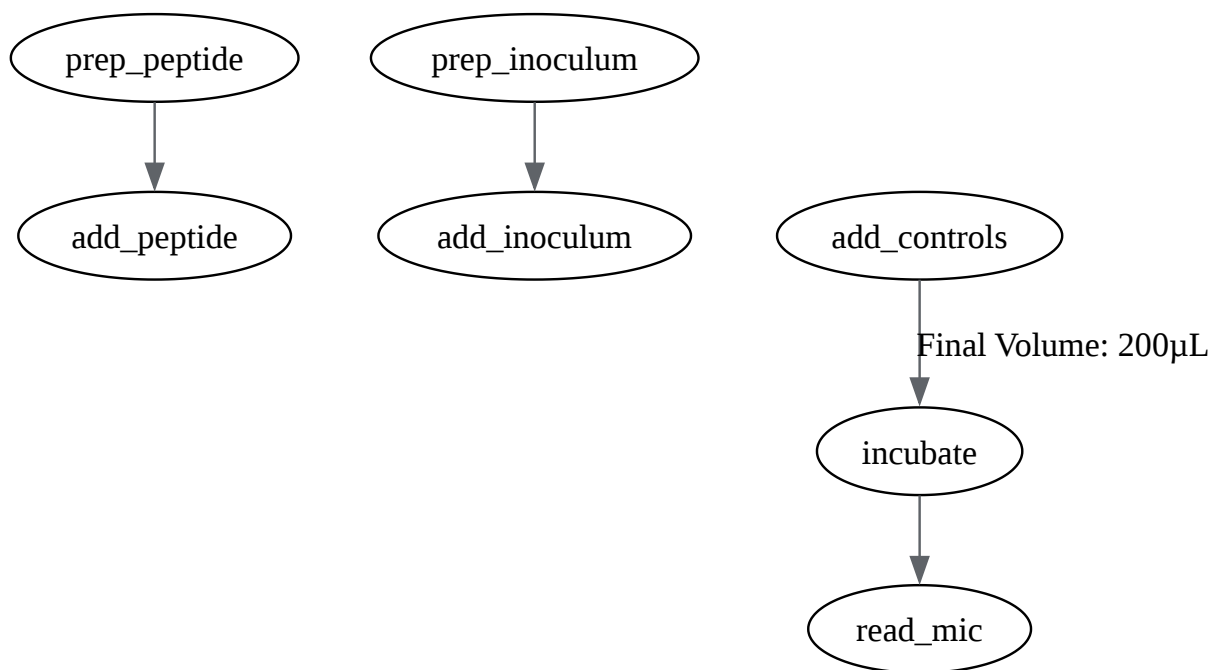 prep_peptide
prep_inoculum
add_peptide
add_inoculum
add_controls
Final Volume: 200µL
incubate
read_mic